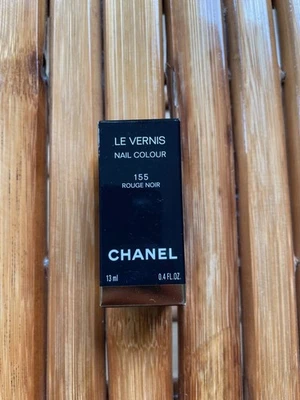 LE VERNIS
NAIL COLOUR
155
ROUGE NOIR
CHANEL
13 ml 0.4 FL.OZ.